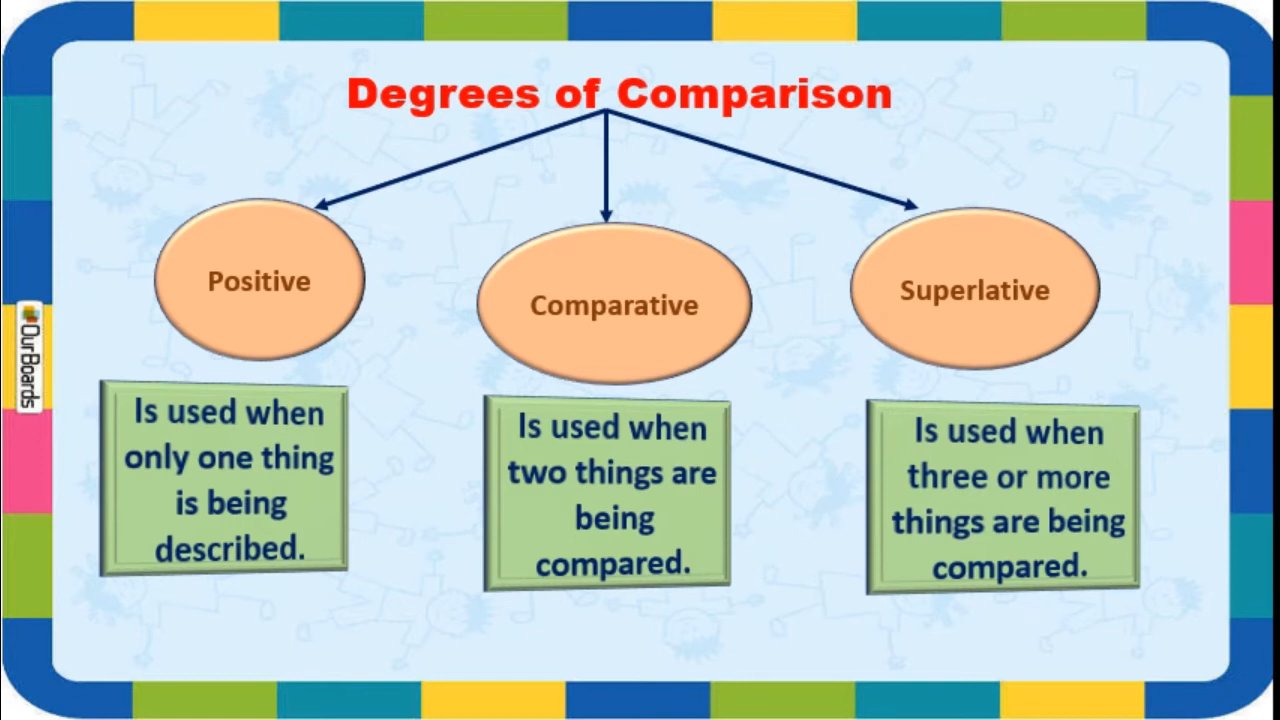 Degrees of Comparison
Positive
Comparative
Superlative
Is used when
only one thing
is being
described.
Is used when
two things are
being
compared.
Is used when
three or more
things are being
compared.
OurBoards